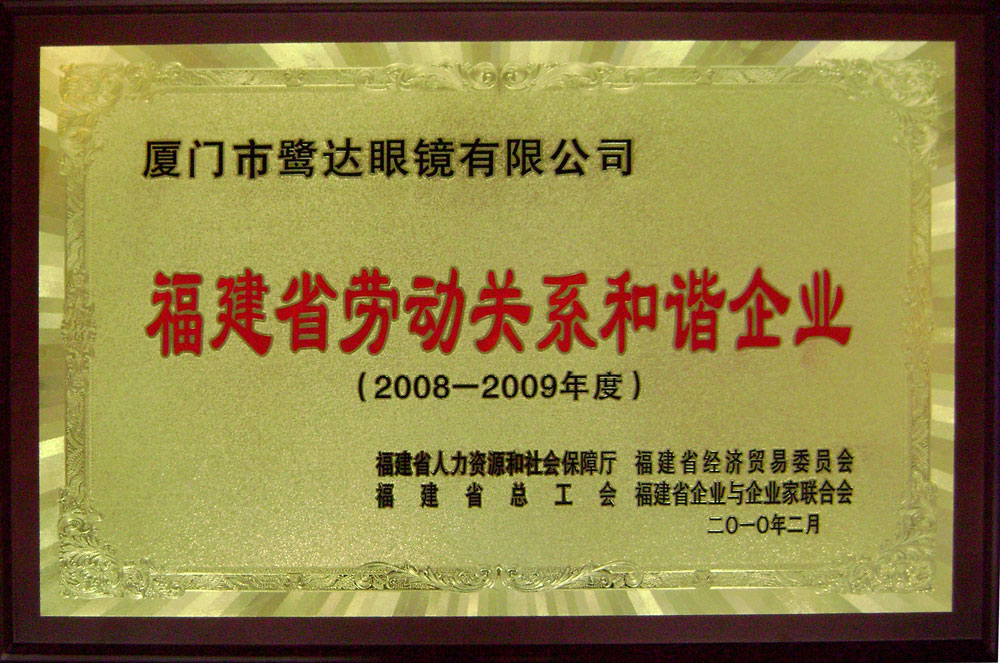 厦门市鹭达眼镜有限公司
福建省劳动关系和谐企业
（2008—2009年度）
福建省人力资源和社会保障厅 福建省经济贸易委员会
福建省总工会 福建省企业与企业家联合会
二〇一〇年二月